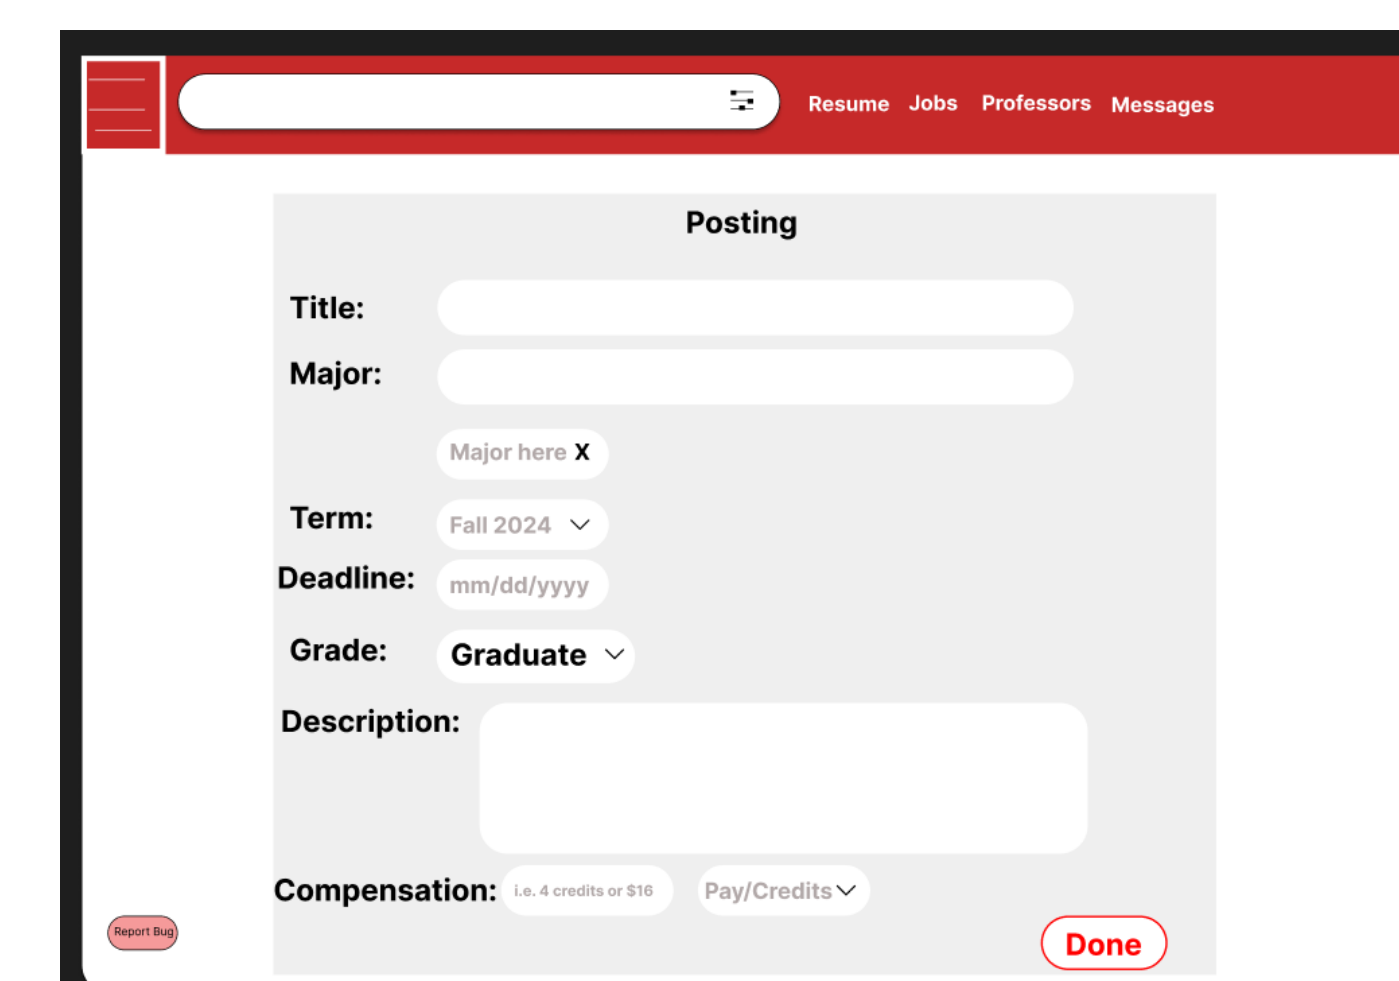 Resume Jobs Professors Messages
Posting
Title:
Major:
Major here X
Term: Fall 2024
Deadline: mm/dd/yyyy
Grade: Graduate
Description:
Compensation: i.e. 4 credits or $16 Pay/Credits
Report Bug
Done